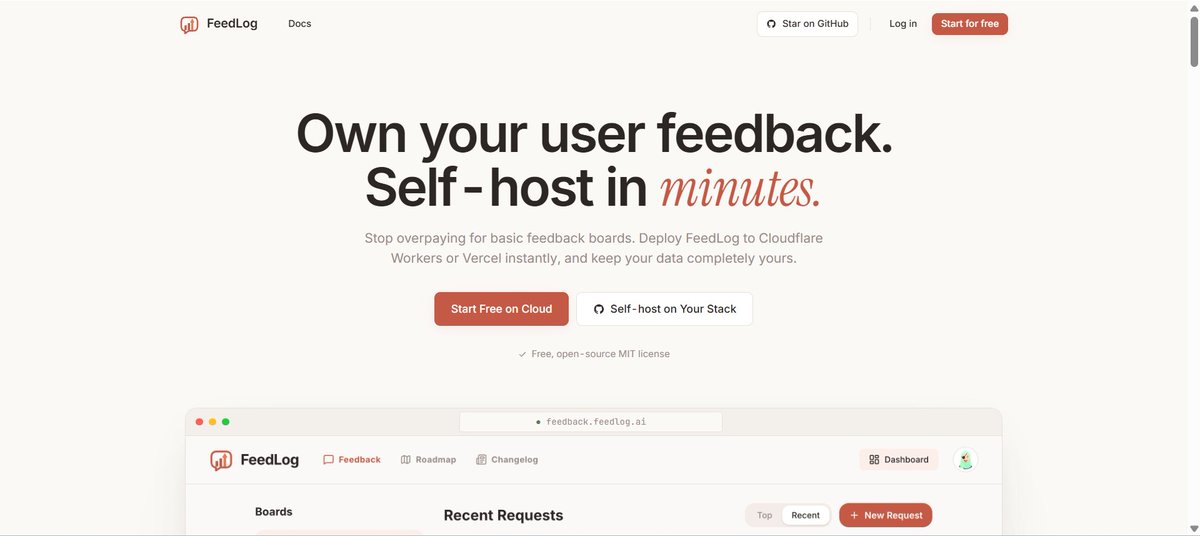 FeedLog
Docs
Star on GitHub
Log in
Start for free
Own your user feedback.
Self-host in minutes.
Stop overpaying for basic feedback boards. Deploy FeedLog to Cloudflare
Workers or Vercel instantly, and keep your data completely yours.
Start Free on Cloud
Self-host on Your Stack
Free, open-source MIT license
feedback.feedlog.ai
FeedLog
Feedback
Roadmap
Changelog
Dashboard
Boards
Recent Requests
Top
Recent
+ New Request